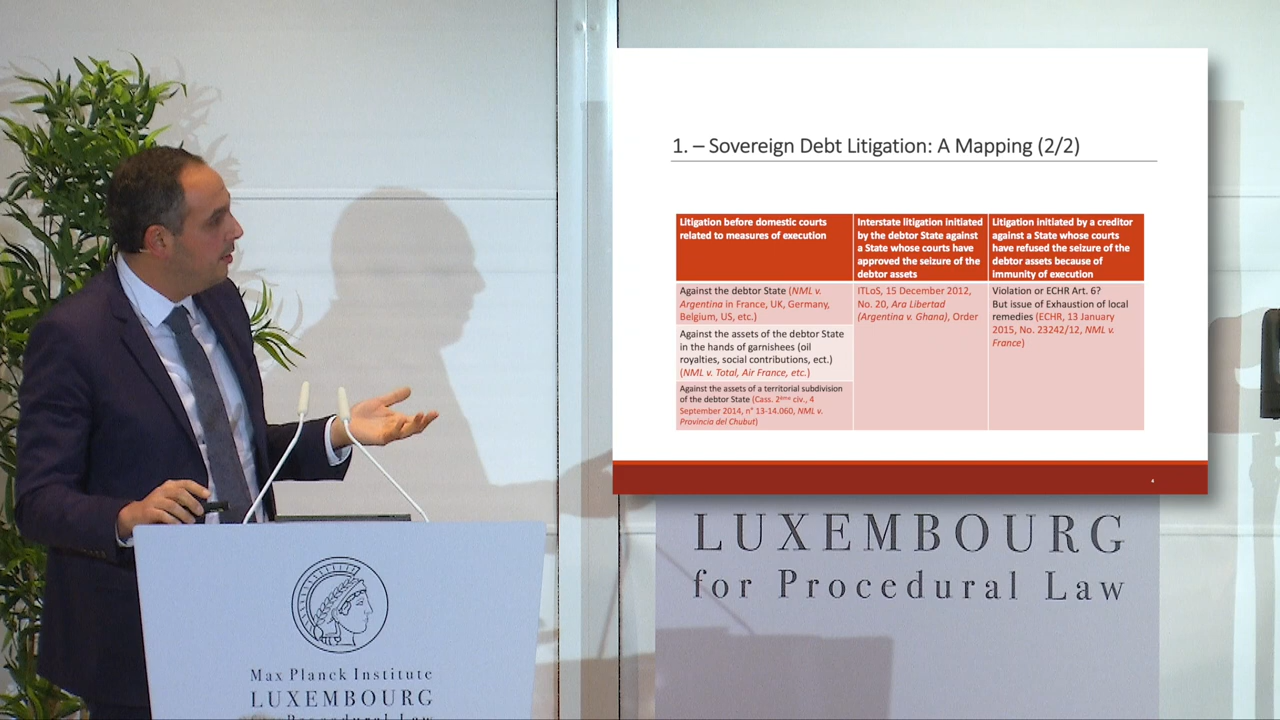 1. – Sovereign Debt Litigation: A Mapping (2/2)
Litigation before domestic courts
related to measures of execution
Interstate litigation initiated
by the debtor State against
a State whose courts have
approved the seizure of the
debtor assets
Litigation initiated by a creditor
against a State whose courts
have refused the seizure of the
debtor assets because of
immunity of execution
Against the debtor State (NML v.
Argentina in France, UK, Germany,
Belgium, US, etc.)
Against the assets of the debtor State
in the hands of garnishees (oil
royalties, social contributions, ect.)
(NML v. Total, Air France, etc.)
Against the assets of a territorial subdivision
of the debtor State (Cass. 2ème civ., 4
September 2014, n° 13-14.060, NML v.
Provincia del Chubut)
ITLoS, 15 December 2012,
No. 20, Ara Libertad
(Argentina v. Ghana), Order
Violation or ECHR Art. 6?
But issue of Exhaustion of local
remedies (ECHR, 13 January
2015, No. 23242/12, NML v.
France)
4
LUXEMBOURG
for Procedural Law
Max Planck Institute
LUXEMBOURG
for Procedural Law